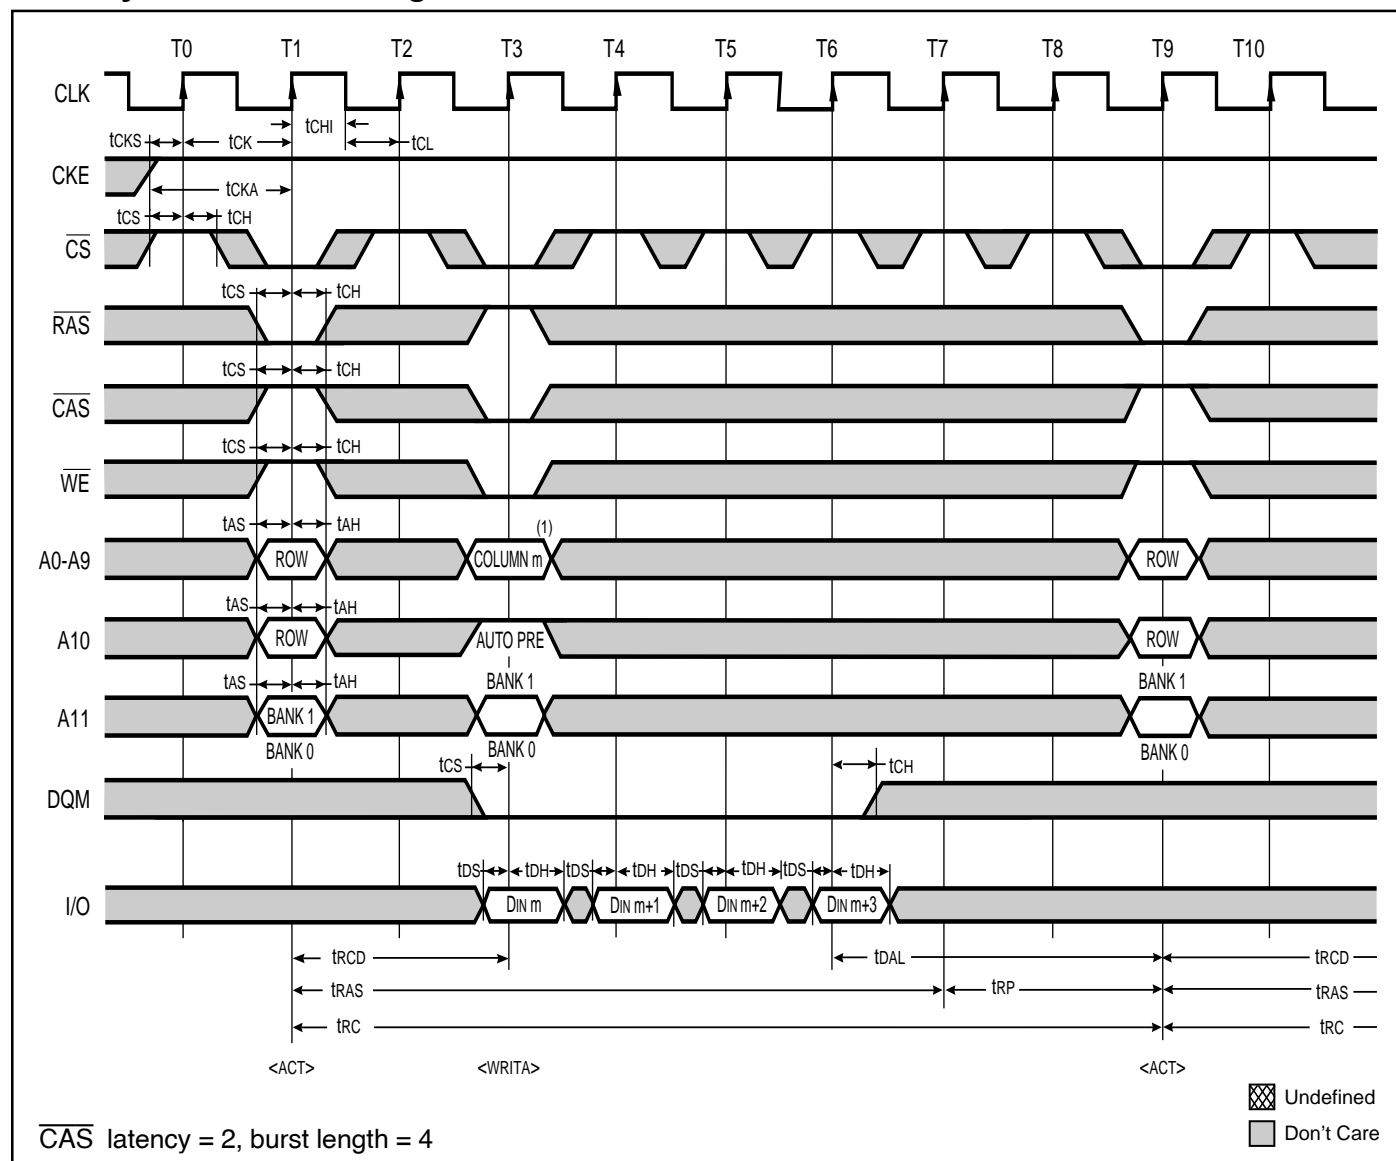 T0 T1 T2 T3 T4 T5 T6 T7 T8 T9 T10
CLK
tCHI
tCKS tCK tCL
CKE
tCKA
tCS tCH
CS
tCS tCH
RAS
tCS tCH
CAS
tCS tCH
WE
tAS tAH (1)
A0-A9 ROW COLUMN m ROW
tAS tAH
A10 ROW AUTO PRE ROW
tAS tAH BANK 1 BANK 1
A11 BANK 1
BANK 0 BANK 0 BANK 0
tCS tCH
DQM
tDS tDH tDS tDH tDS tDH tDS tDH
I/O DIN m DIN m+1 DIN m+2 DIN m+3
tRCD tDAL tRCD
tRAS tRP tRAS
tRC tRC
<ACT> <WRITA> <ACT>
Undefined
CAS latency = 2, burst length = 4
Don't Care